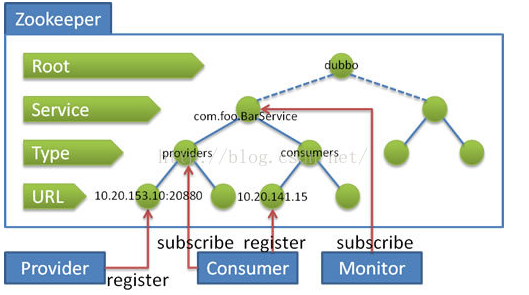 Zookeeper
Root
dubbo
Service
com.foo.BarService
Type
providers
consumers
http://blog.csdn.net/
URL
10.20.153.10:20880
10.20.141.15
subscribe
register
subscribe
Provider
Consumer
Monitor
register